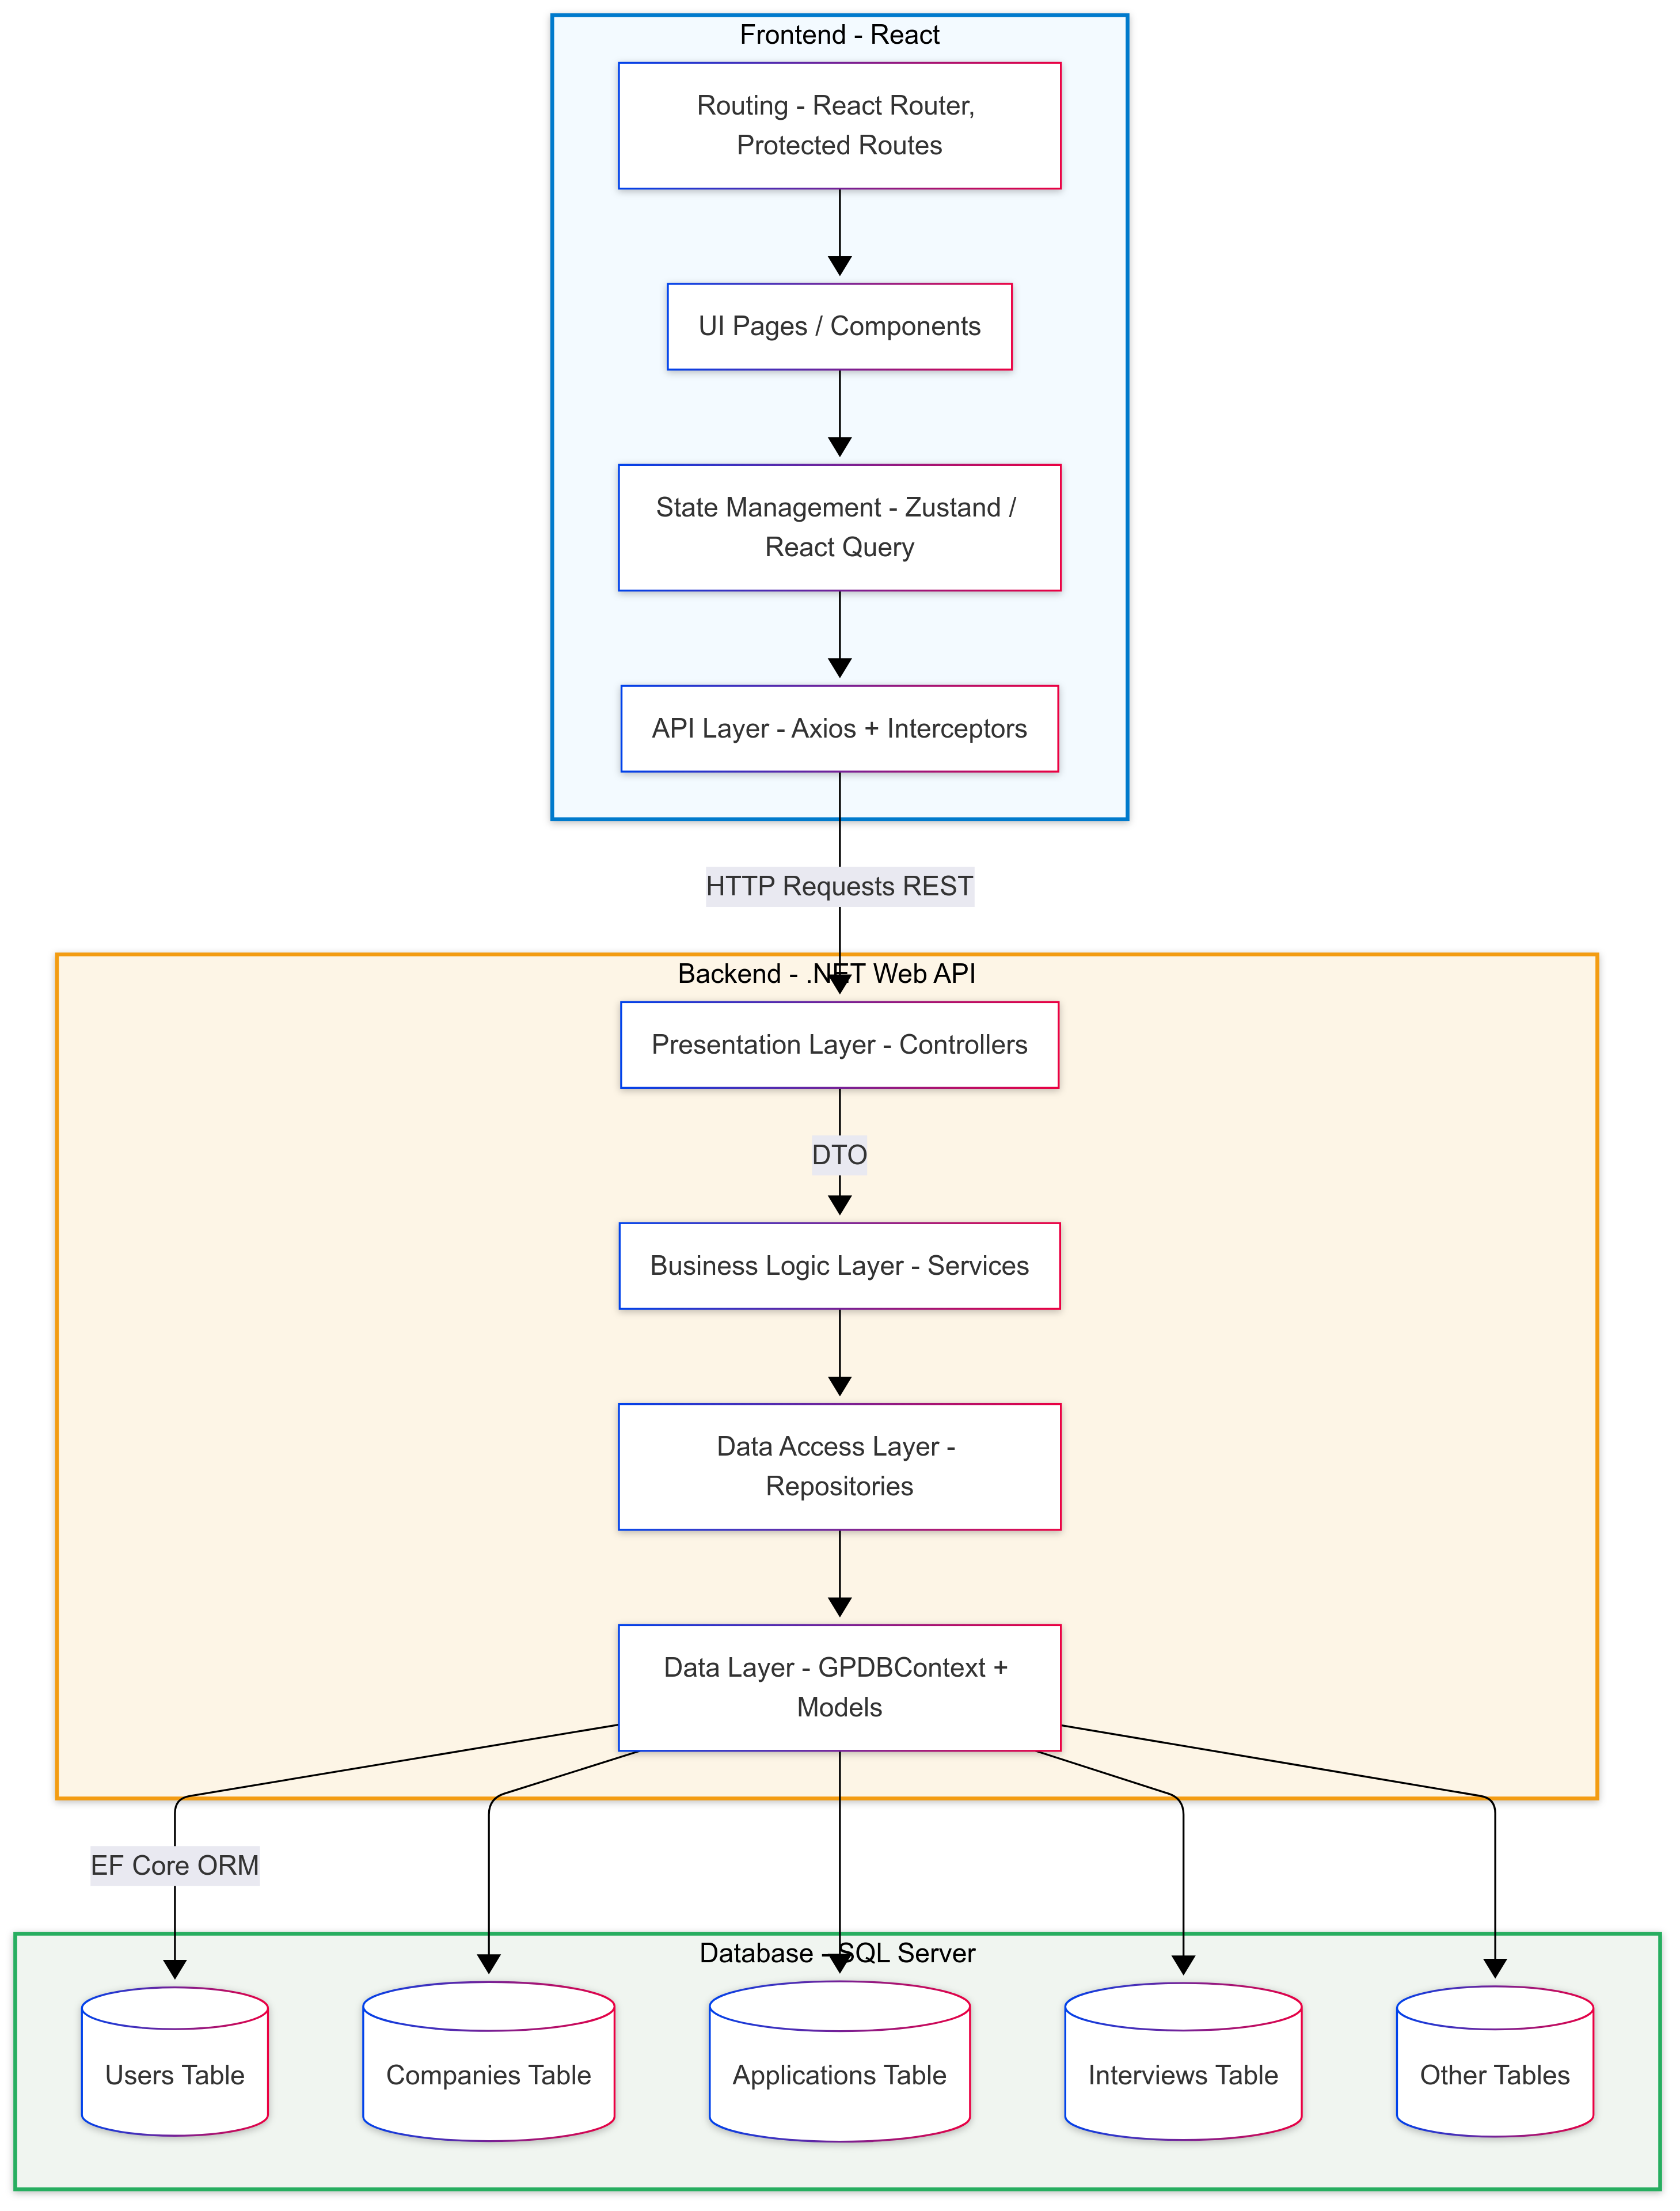 Frontend - React
Routing - React Router,
Protected Routes
UI Pages / Components
State Management - Zustand /
React Query
API Layer - Axios + Interceptors
HTTP Requests REST
Backend - .NET Web API
Presentation Layer - Controllers
DTO
Business Logic Layer - Services
Data Access Layer -
Repositories
Data Layer - GPDBContext +
Models
EF Core ORM
Database - SQL Server
Users Table
Companies Table
Applications Table
Interviews Table
Other Tables